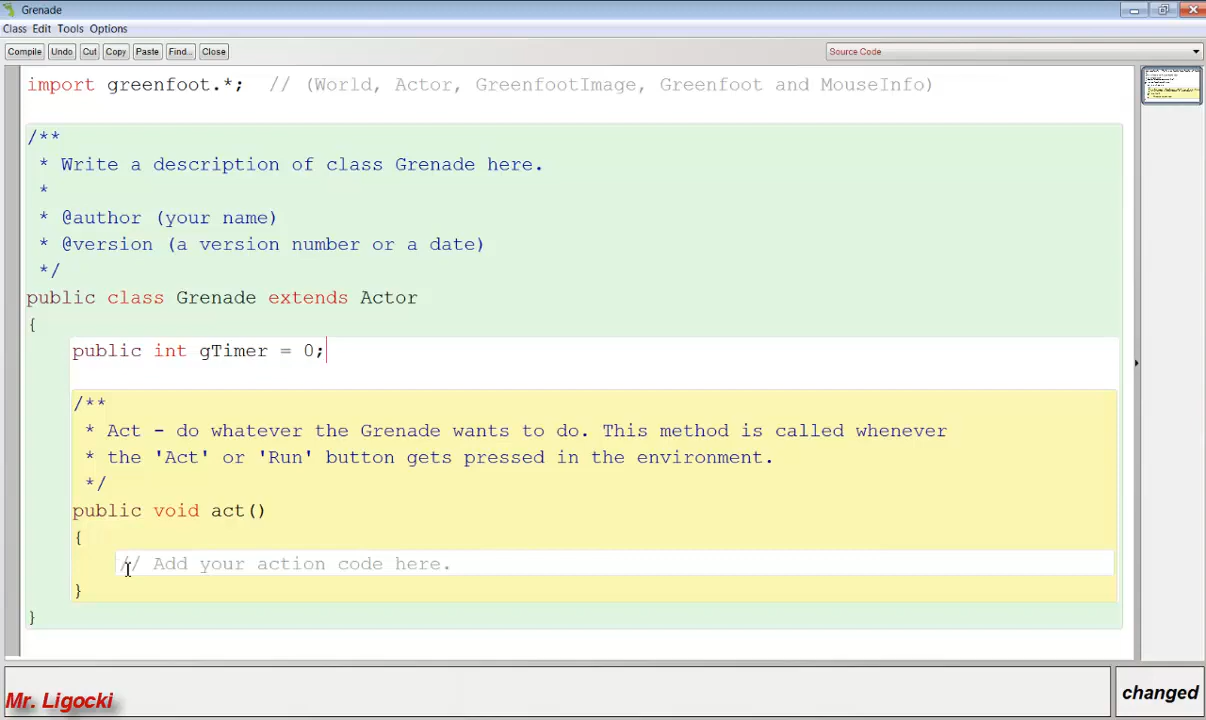 Grenade
Class Edit Tools Options
Compile Undo Cut Copy Paste Find... Close Source Code
import greenfoot.*;  // (World, Actor, GreenfootImage, Greenfoot and MouseInfo)
/**
 * Write a description of class Grenade here.
 *
 * @author (your name)
 * @version (a version number or a date)
 */
public class Grenade extends Actor
{
public int gTimer = 0;
/**
 * Act - do whatever the Grenade wants to do. This method is called whenever
 * the 'Act' or 'Run' button gets pressed in the environment.
 */
public void act()
{
// Add your action code here.
}
}
Mr. Ligocki
changed